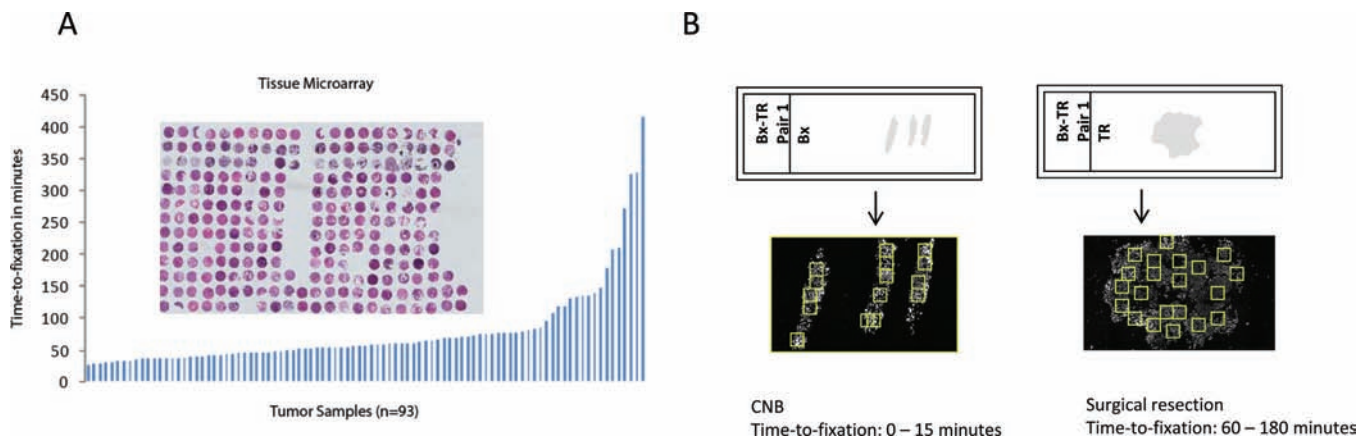 A
Tissue Microarray
Time-to-fixation in minutes
450
400
350
300
250
200
150
100
50
0
Tumor Samples (n=93)
B
Bx-TR
Pair 1
Bx
Bx-TR
Pair 1
TR
CNB
Time-to-fixation: 0 – 15 minutes
Surgical resection
Time-to-fixation: 60 – 180 minutes